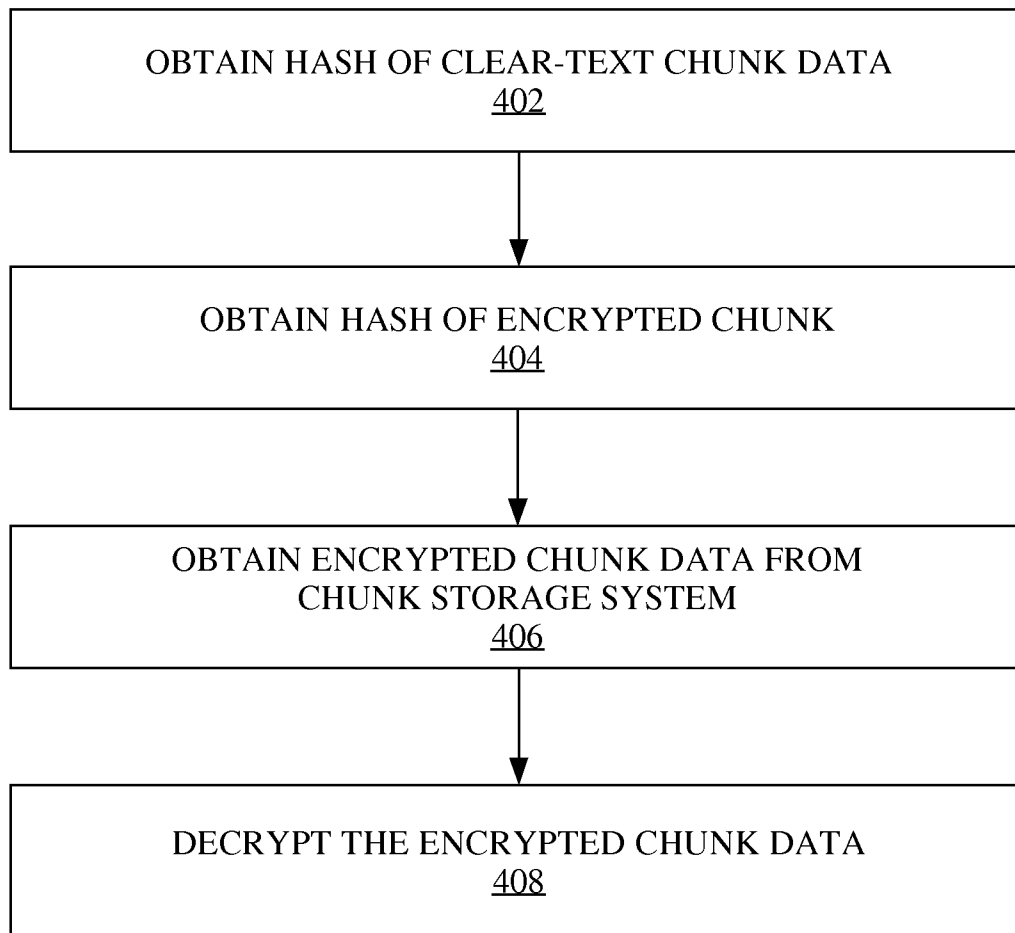 OBTAIN HASH OF CLEAR-TEXT CHUNK DATA
402
OBTAIN HASH OF ENCRYPTED CHUNK
404
OBTAIN ENCRYPTED CHUNK DATA FROM
CHUNK STORAGE SYSTEM
406
DECRYPT THE ENCRYPTED CHUNK DATA
408